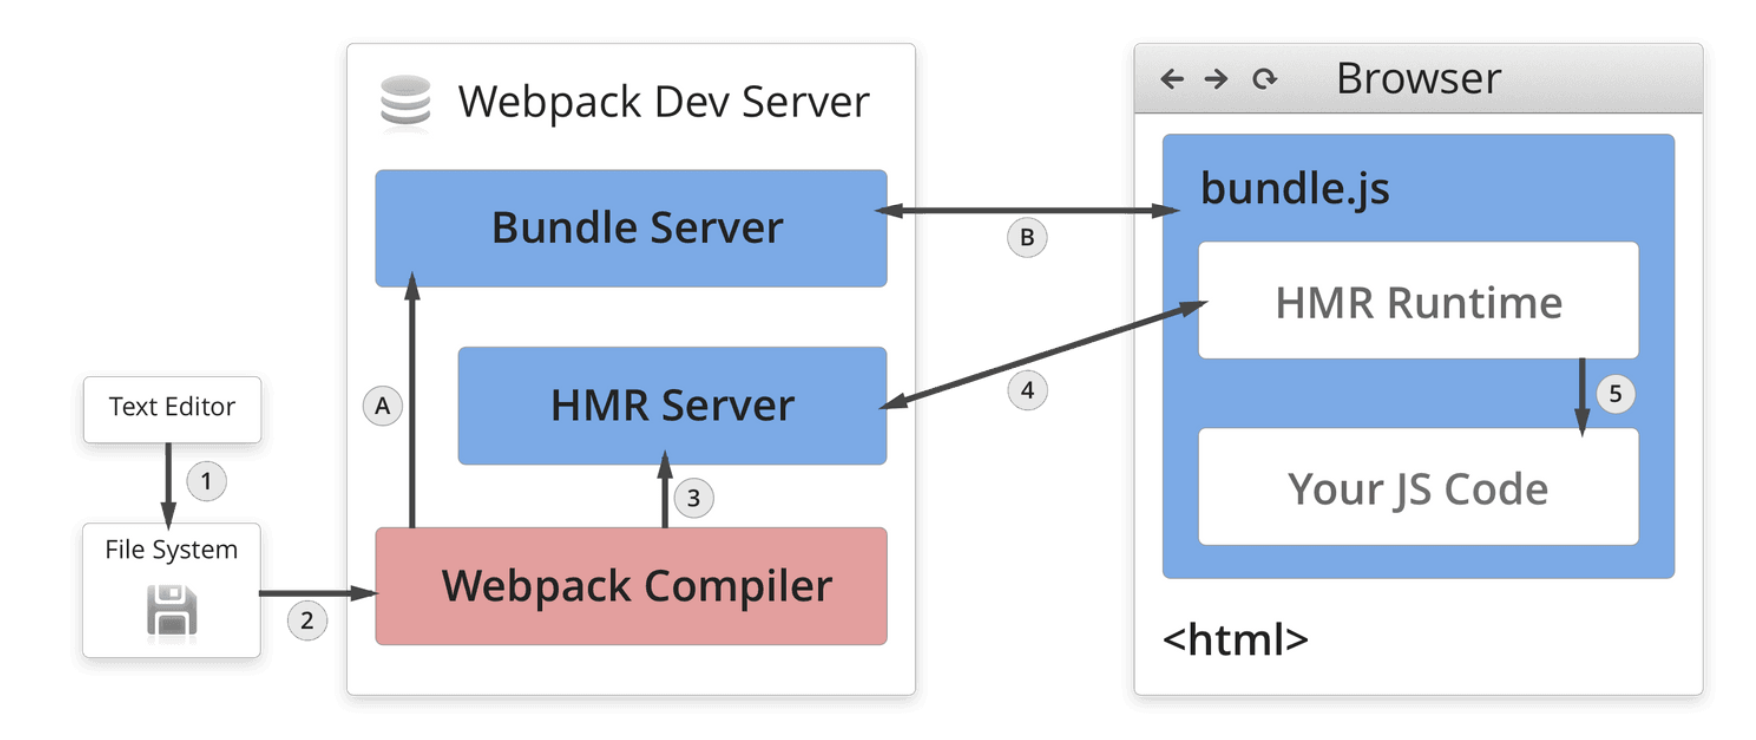 Webpack Dev Server
Bundle Server
A
HMR Server
3
Webpack Compiler
Text Editor
1
File System
2
B
4
Browser
bundle.js
HMR Runtime
5
Your JS Code
<html>